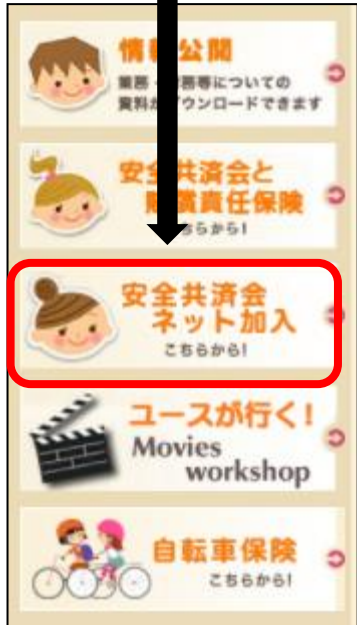 情 公開
業務・ 務等についての
資料が ウンロードできます
安全共済会と
賠償責任保険
ちらから!
安全共済会
ネット加入
こちらから!
ユースが行く!
Movies
workshop
自転車保険
こちらから!